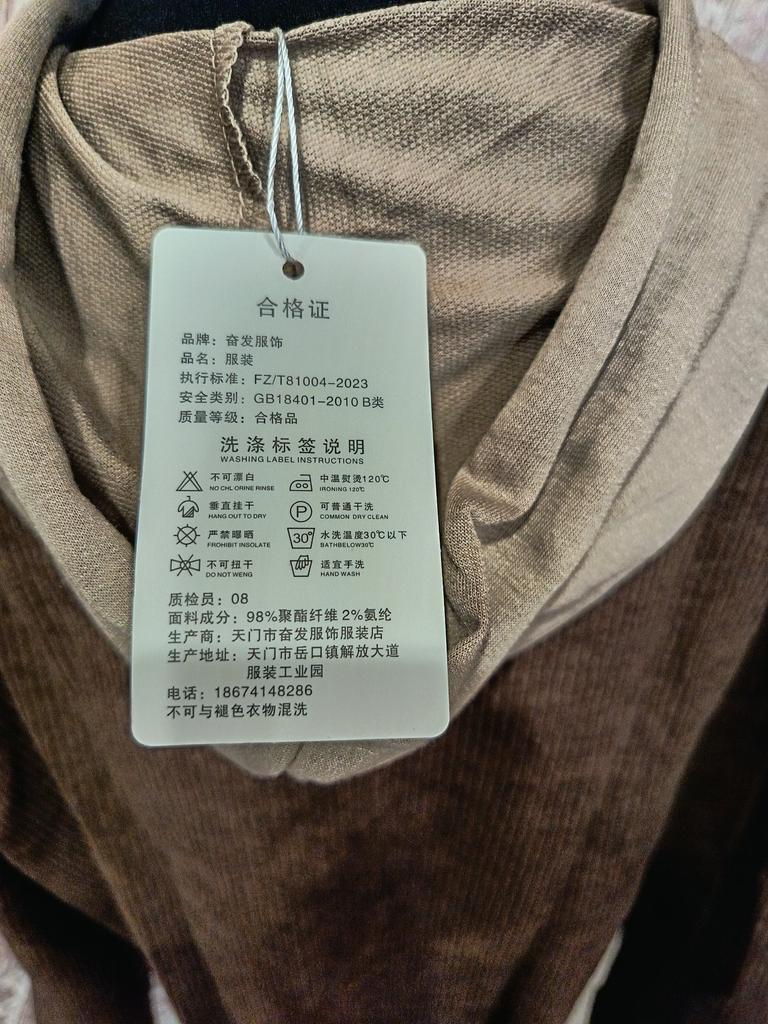 合格证
品牌：奋发服饰
品名：服装
执行标准：FZ/T81004-2023
安全类别：GB18401-2010 B类
质量等级：合格品
洗涤标签说明
WASHING LABEL INSTRUCTIONS
不可漂白
NO CHLORINE RINSE
中温熨烫120℃
IRONING 120℃
垂直挂干
HANG OUT TO DRY
P
可普通干洗
COMMON DRY CLEAN
严禁曝晒
FROHIBIT INSOLATE
30°
水洗温度30℃以下
BATHBELOW30℃
不可扭干
DO NOT WENG
适宜手洗
HAND WASH
质检员：08
面料成分：98%聚酯纤维 2%氨纶
生产商：天门市奋发服饰服装店
生产地址：天门市岳口镇解放大道
服装工业园
电话：18674148286
不可与褪色衣物混洗